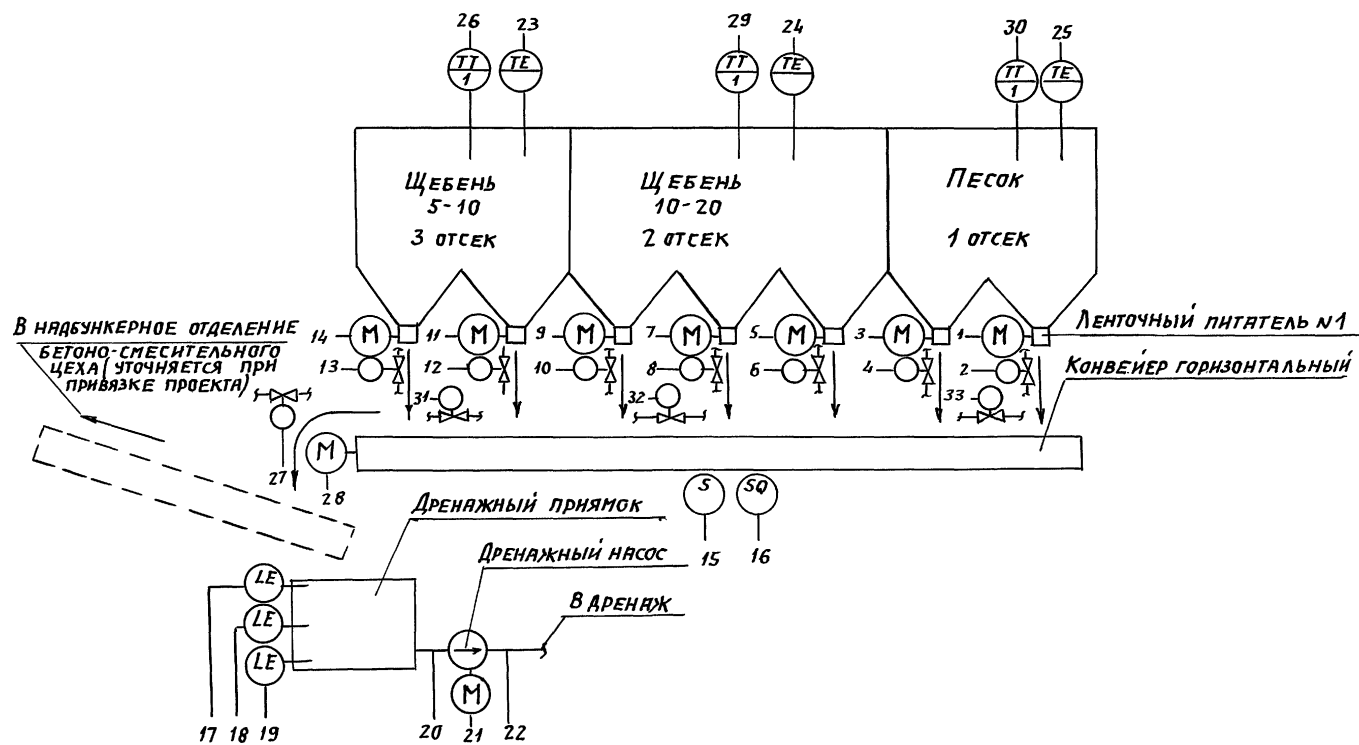 26 23 29 24 30 25
TT 1 TE TT 1 TE TT 1 TE
Щебень
5-10
3 отсек
Щебень
10-20
2 отсек
Песок
1 отсек
14 М 11 М 9 М 7 М 5 М 3 М 1 М
13 12 10 8 6 4 2
Ленточный питатель N1
Конвейер горизонтальный
В надбункерное отделение
бетоно-смесительного
цеха (уточняется при
привязке проекта)
31 32 33
27
М
28
S SQ
15 16
Дренажный приямок
Дренажный насос
В дренаж
LE
LE
LE
М
17 18 19 20 21 22